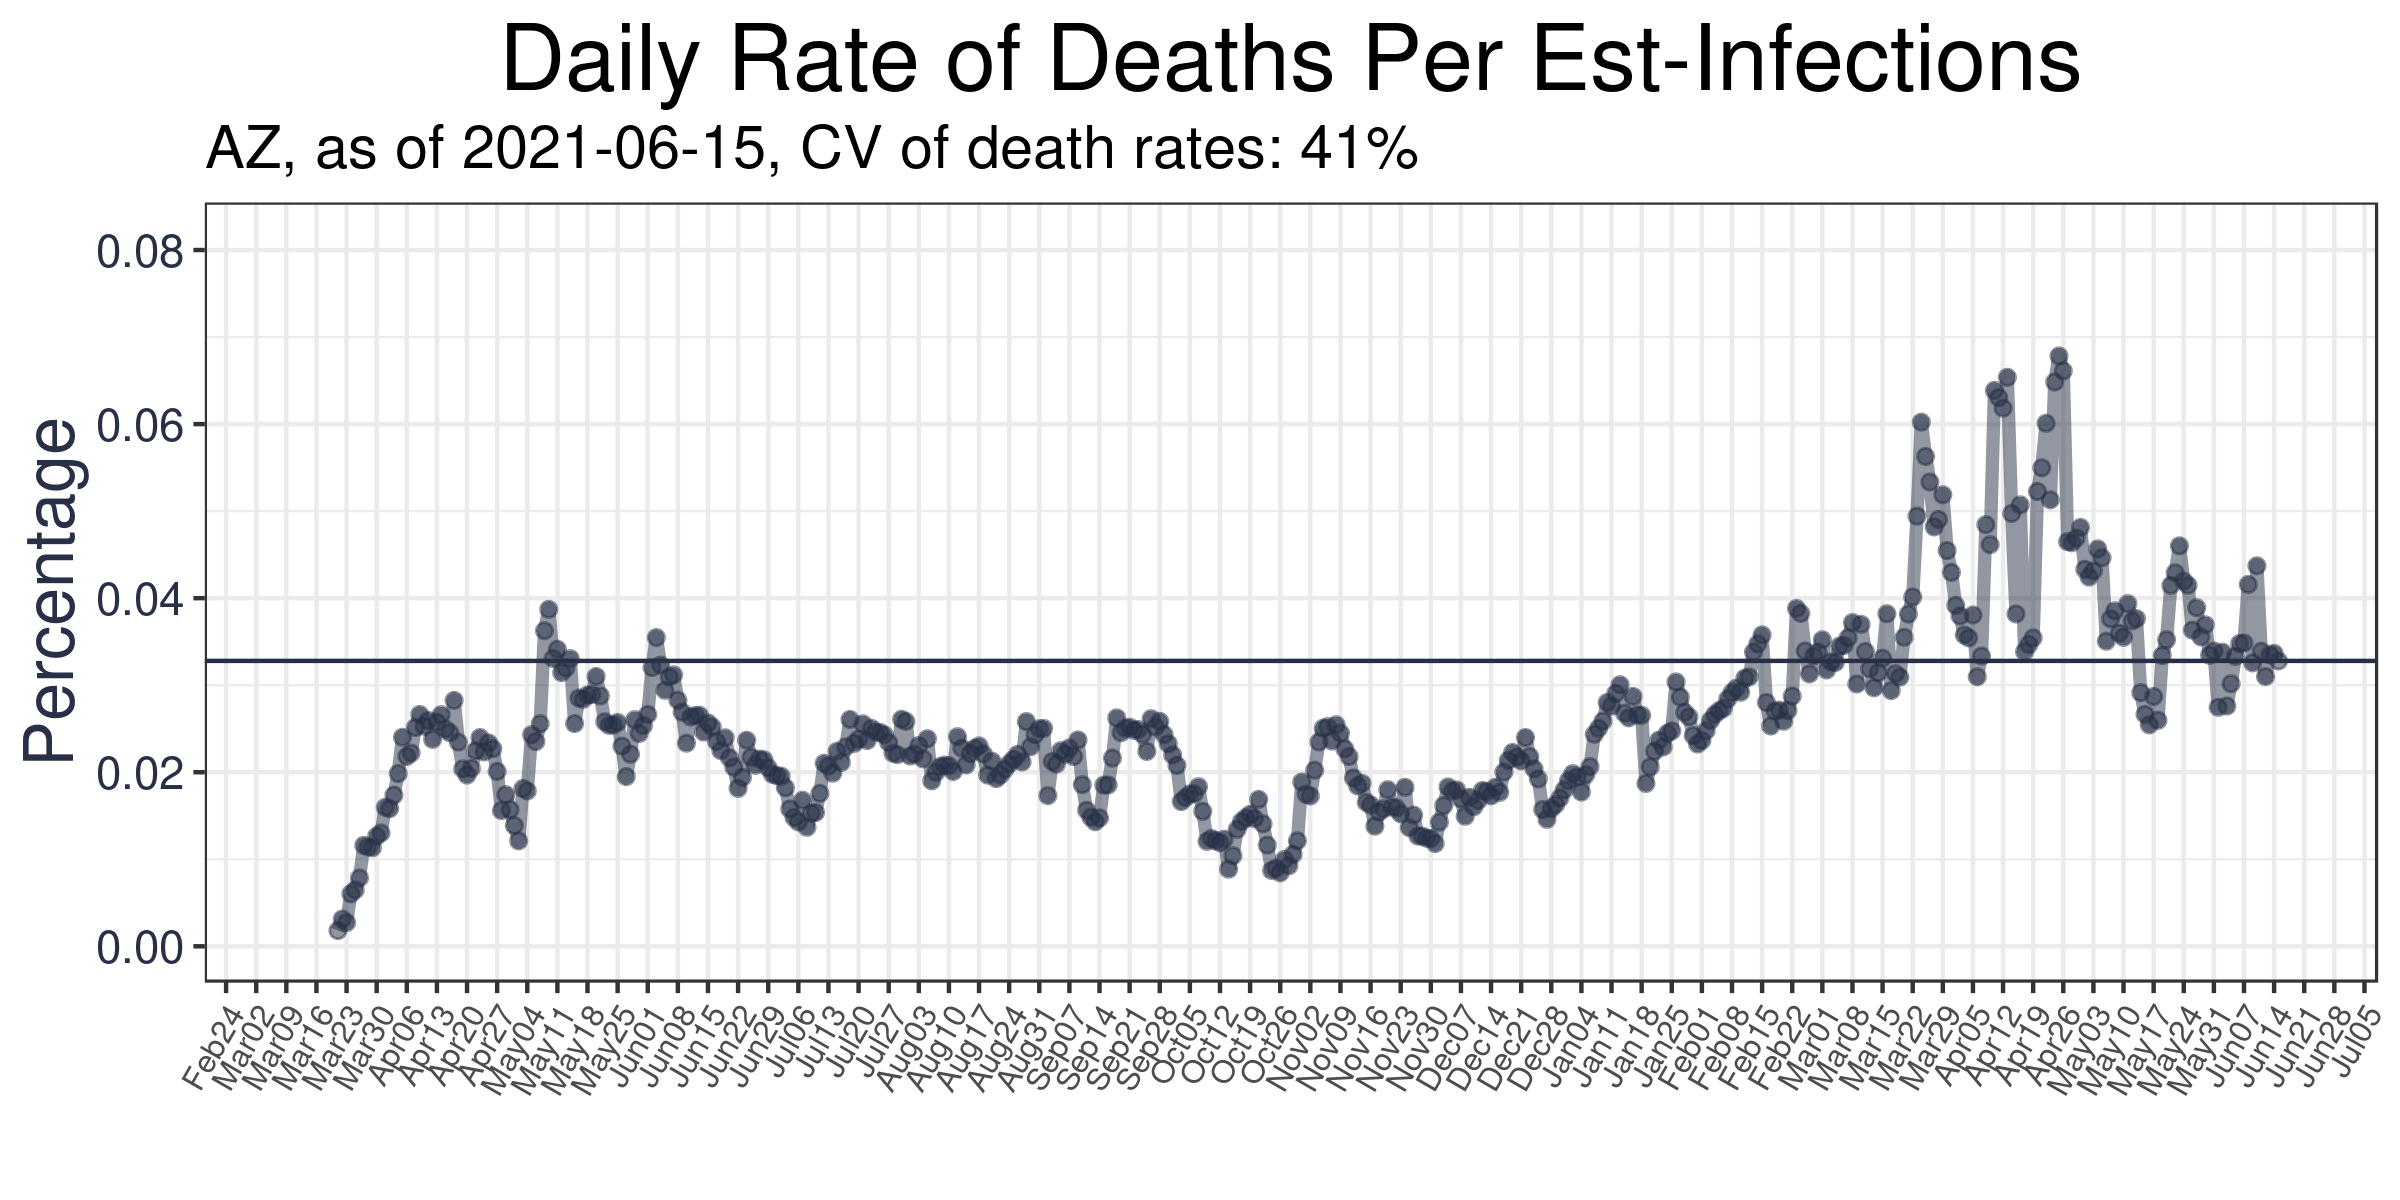 Daily Rate of Deaths Per Est-Infections
AZ, as of 2021-06-15, CV of death rates: 41%
Percentage
0.08
0.06
0.04
0.02
0.00
Feb24
Mar02
Mar09
Mar16
Mar23
Mar30
Apr06
Apr13
Apr20
Apr27
May04
May11
May18
May25
Jun01
Jun08
Jun15
Jun22
Jun29
Jul06
Jul13
Jul20
Jul27
Aug03
Aug10
Aug17
Aug24
Aug31
Sep07
Sep14
Sep21
Sep28
Oct05
Oct12
Oct19
Oct26
Nov02
Nov09
Nov16
Nov23
Nov30
Dec07
Dec14
Dec21
Dec28
Jan04
Jan11
Jan18
Jan25
Feb01
Feb08
Feb15
Feb22
Mar01
Mar08
Mar15
Mar22
Mar29
Apr05
Apr12
Apr19
Apr26
May03
May10
May17
May24
May31
Jun07
Jun14
Jun21
Jun28
Jul05